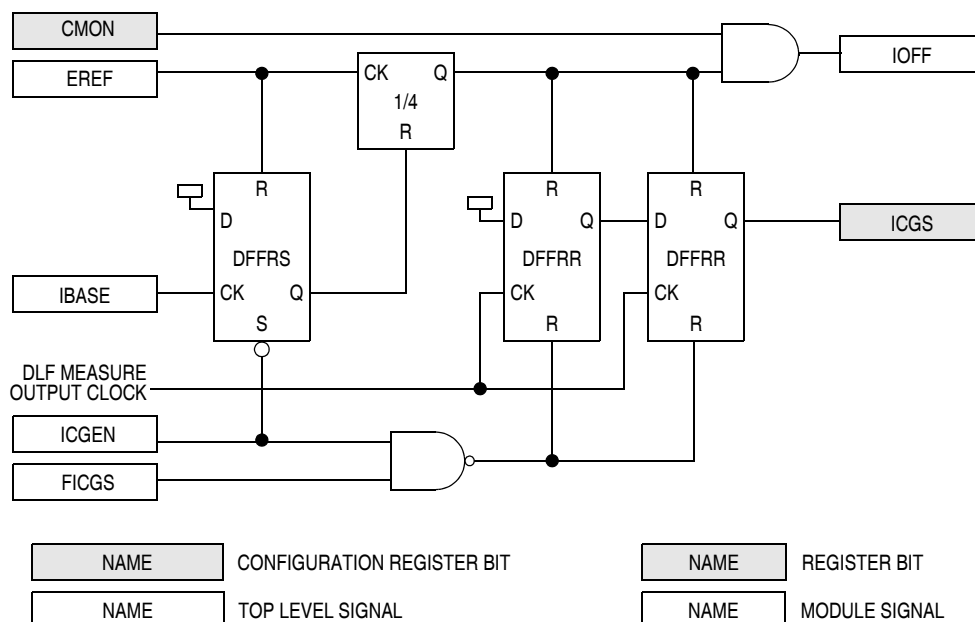 CMON
EREF
IOFF
CK Q
1/4
R
R
D
DFFRS
CK Q
S
R
D Q
DFFRR
CK
R
R
D Q
DFFRR
CK
R
ICGS
IBASE
DLF MEASURE
OUTPUT CLOCK
ICGEN
FICGS
NAME CONFIGURATION REGISTER BIT
NAME REGISTER BIT
NAME TOP LEVEL SIGNAL
NAME MODULE SIGNAL